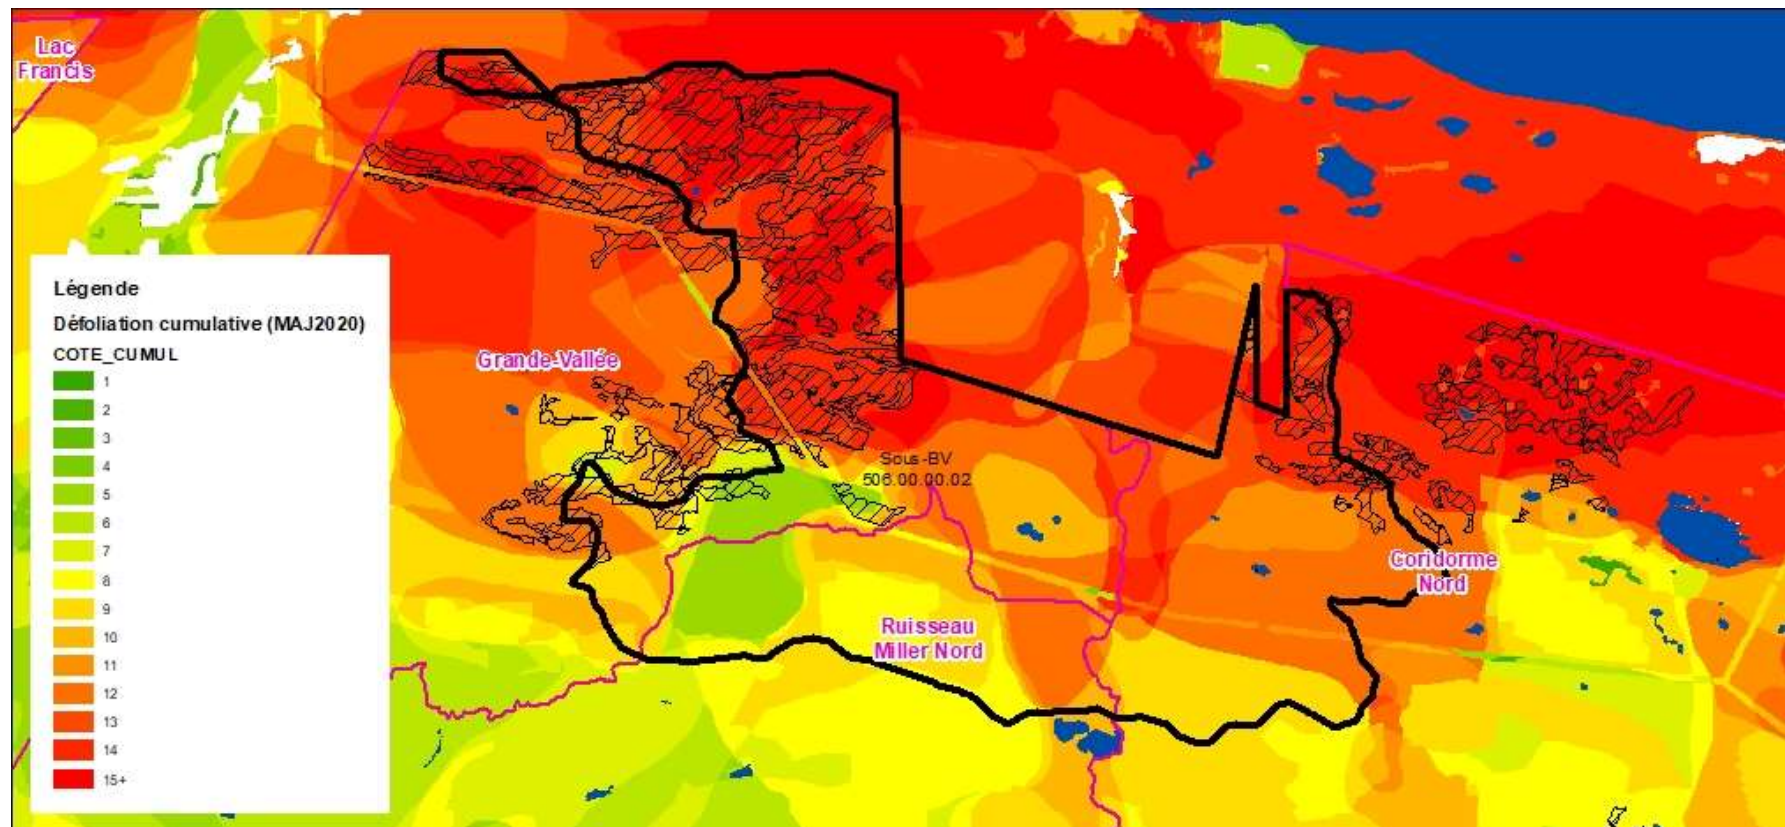 Lac
Francis
Légende
Défoliation cumulative (MAJ2020)
COTE_CUMUL
1
2
3
4
5
6
7
8
9
10
11
12
13
14
15+
Grande-Vallée
Sous-BV
506.00.00.02
Coridorme
Nord
Ruisseau
Miller Nord